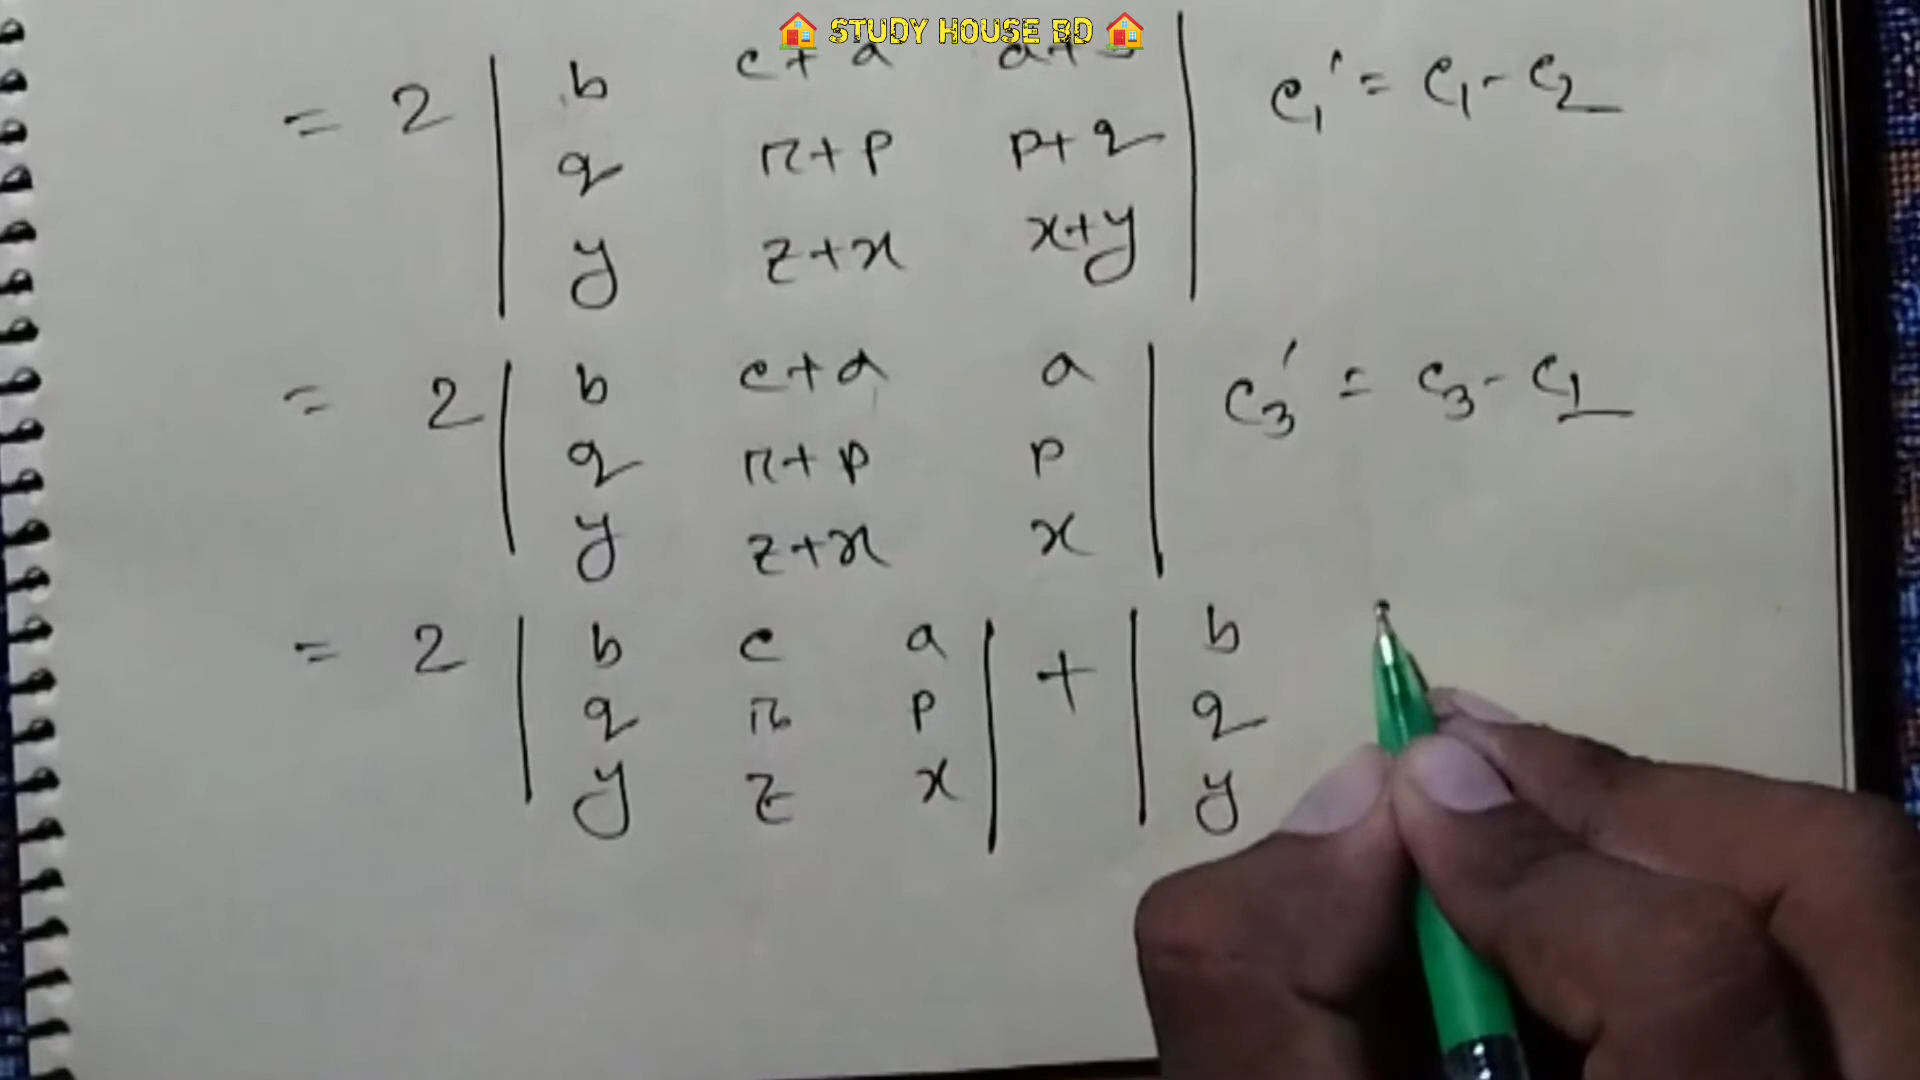 🏠 STUDY HOUSE BD 🏠
= 2 | b c+a a+ | c₁' = c₁ - c₂
q r+p p+q
y z+x x+y
= 2 | b c+a a | c₃' = c₃ - c₁
q r+p p
y z+x x
= 2 | b c a | + | b
q r p q
y z x y